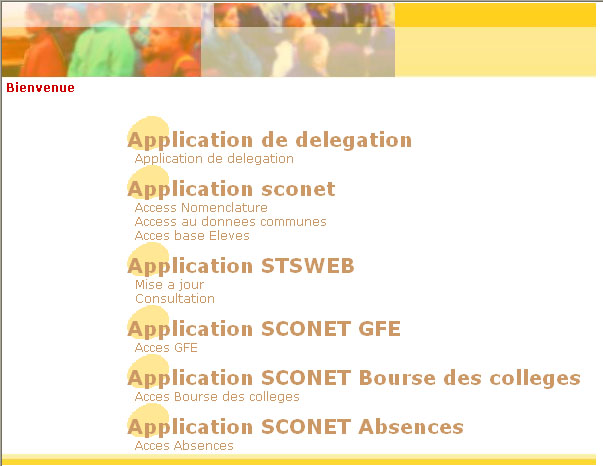 Bienvenue
Application de delegation
Application de delegation
Application sconet
Access Nomenclature
Access au donnees communes
Acces base Eleves
Application STSWEB
Mise a jour
Consultation
Application SCONET GFE
Acces GFE
Application SCONET Bourse des colleges
Acces Bourse des colleges
Application SCONET Absences
Acces Absences